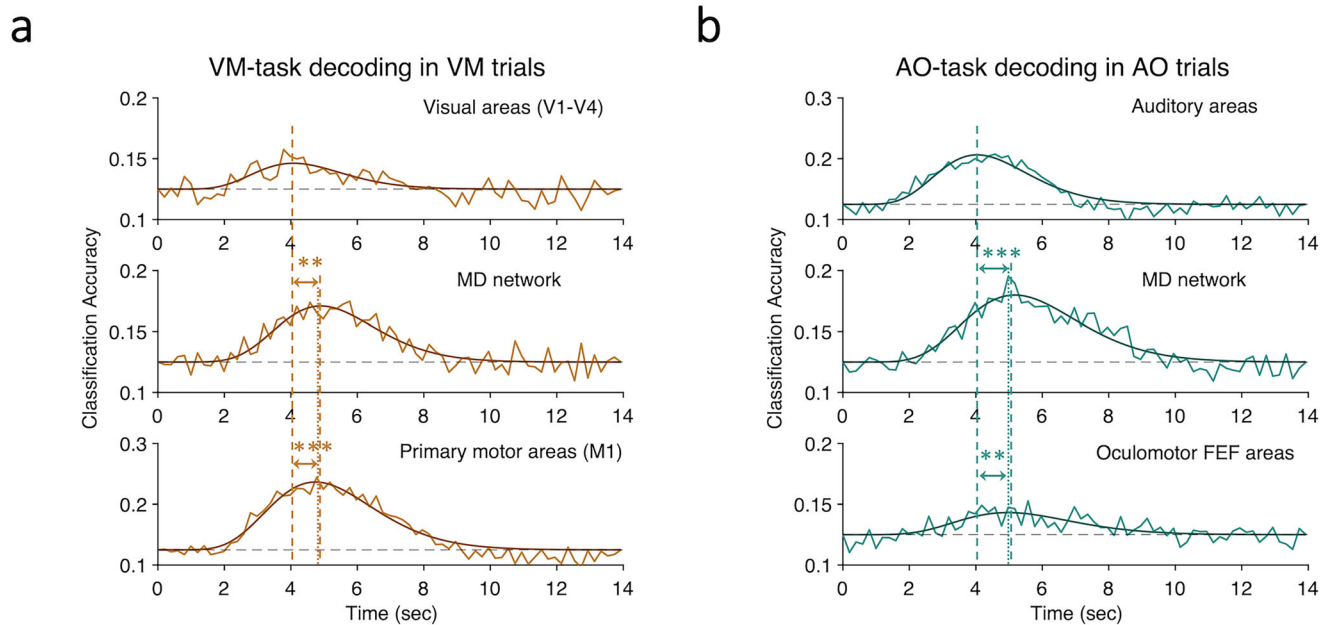 a
VM-task decoding in VM trials
Visual areas (V1-V4)
0.2
0.15
0.1
0 2 4 6 8 10 12 14
**
MD network
0.2
0.15
0.1
0 2 4 6 8 10 12 14
***
Primary motor areas (M1)
0.3
0.2
0.1
0 2 4 6 8 10 12 14
Time (sec)
Classification Accuracy
b
AO-task decoding in AO trials
Auditory areas
0.3
0.2
0.1
0 2 4 6 8 10 12 14
***
MD network
0.2
0.15
0.1
0 2 4 6 8 10 12 14
**
Oculomotor FEF areas
0.2
0.15
0.1
0 2 4 6 8 10 12 14
Time (sec)
Classification Accuracy